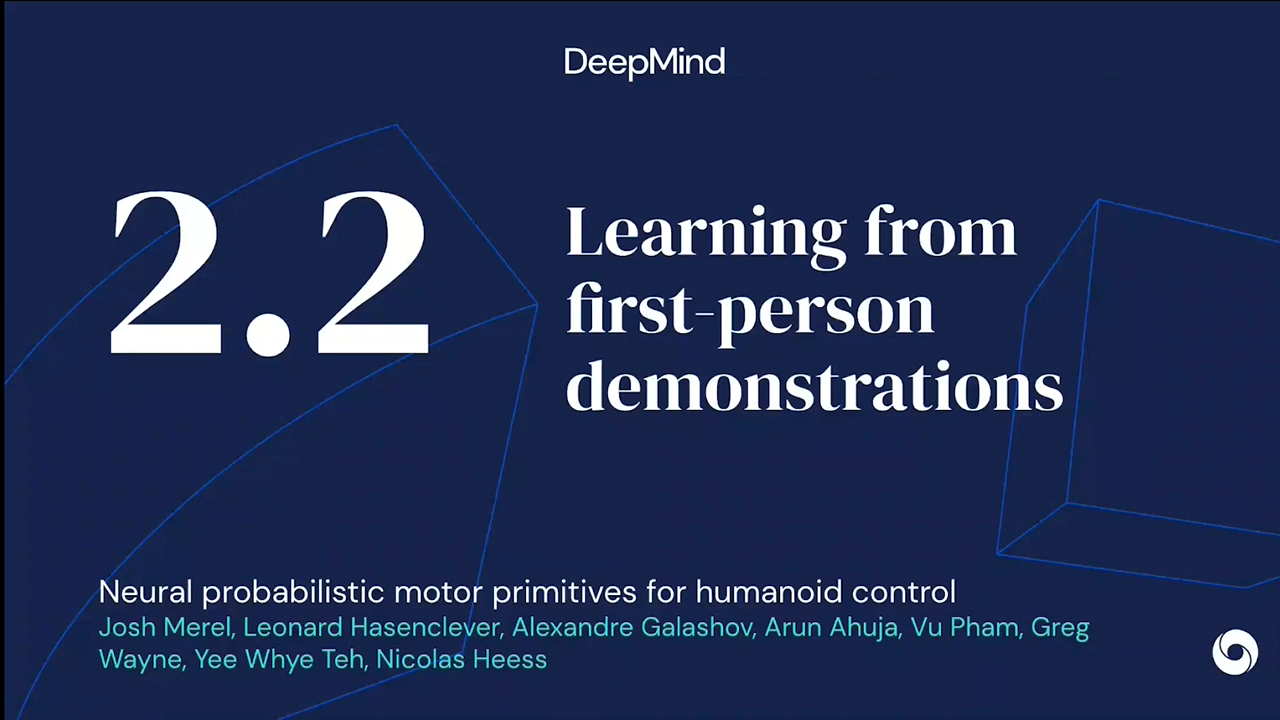 DeepMind
2.2
Learning from
first-person
demonstrations
Neural probabilistic motor primitives for humanoid control
Josh Merel, Leonard Hasenclever, Alexandre Galashov, Arun Ahuja, Vu Pham, Greg
Wayne, Yee Whye Teh, Nicolas Heess